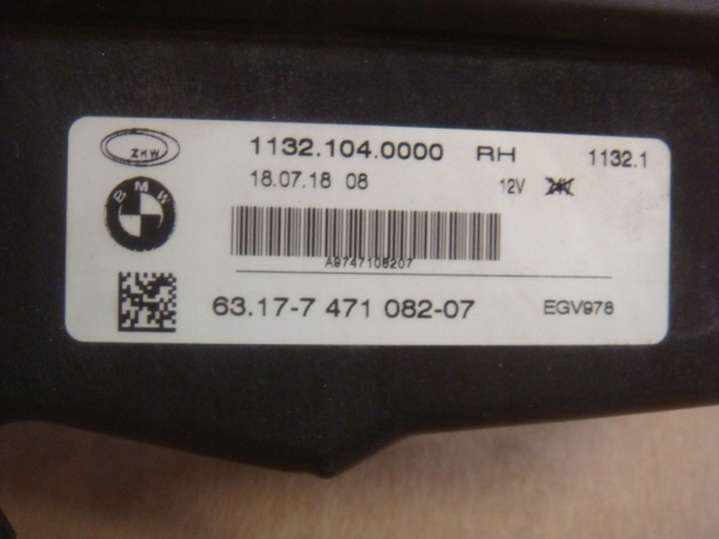 ZKW
1132.104.0000 RH 1132.1
18.07.18 08 12V
BMW
A9747108207
63.17-7 471 082-07 EGV978